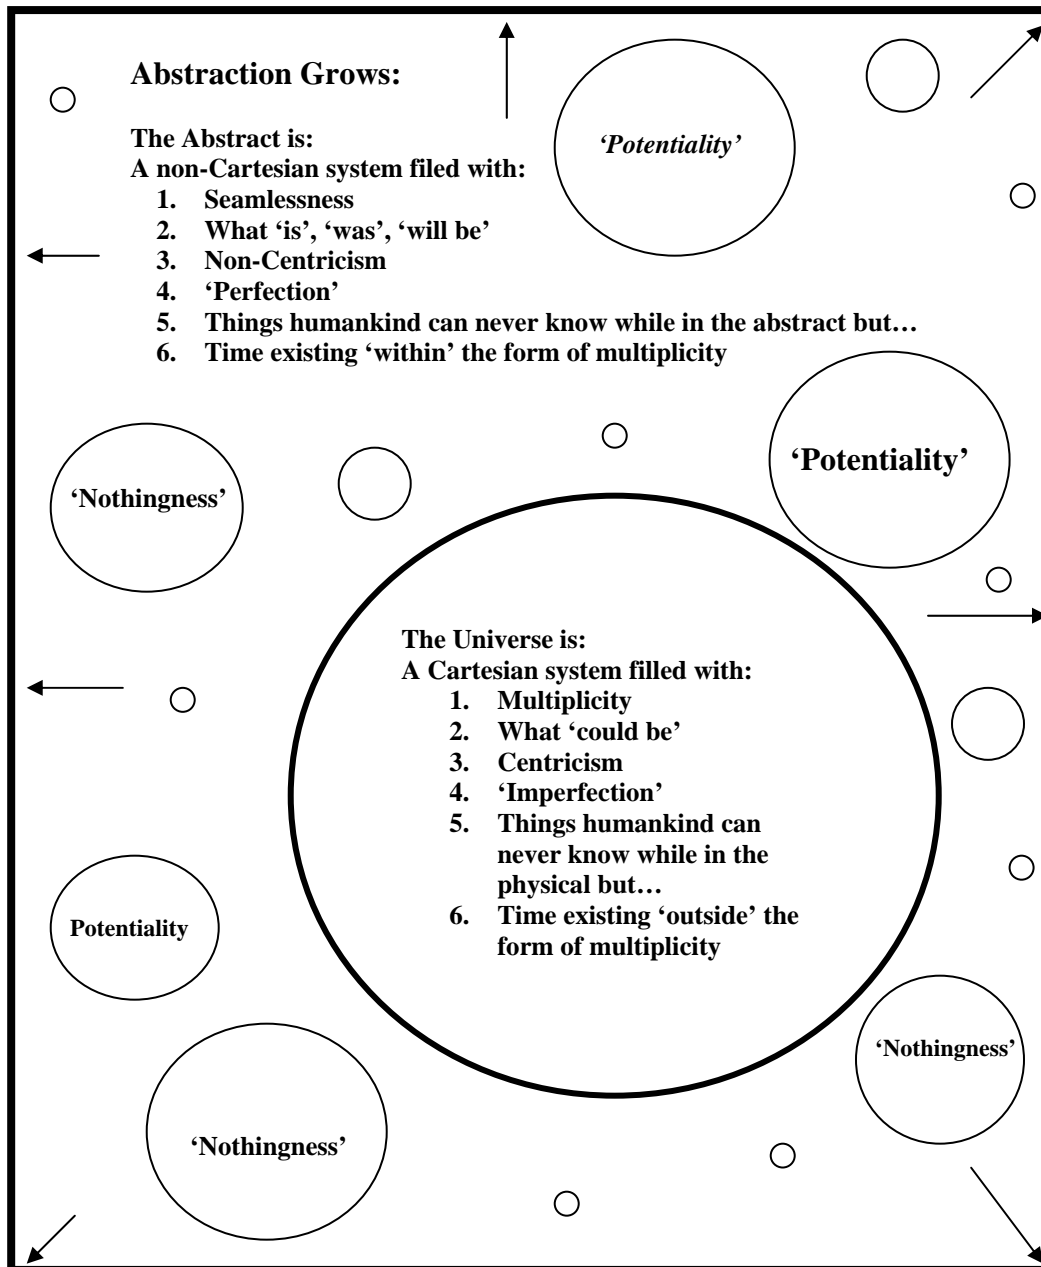 Abstraction Grows:
‘Potentiality’
The Abstract is:
A non-Cartesian system filed with:
1. Seamlessness
2. What ‘is’, ‘was’, ‘will be’
3. Non-Centricism
4. ‘Perfection’
5. Things humankind can never know while in the abstract but…
6. Time existing ‘within’ the form of multiplicity
‘Potentiality’
‘Nothingness’
The Universe is:
A Cartesian system filled with:
1. Multiplicity
2. What ‘could be’
3. Centricism
4. ‘Imperfection’
5. Things humankind can
never know while in the
physical but…
6. Time existing ‘outside’ the
form of multiplicity
Potentiality
‘Nothingness’
‘Nothingness’